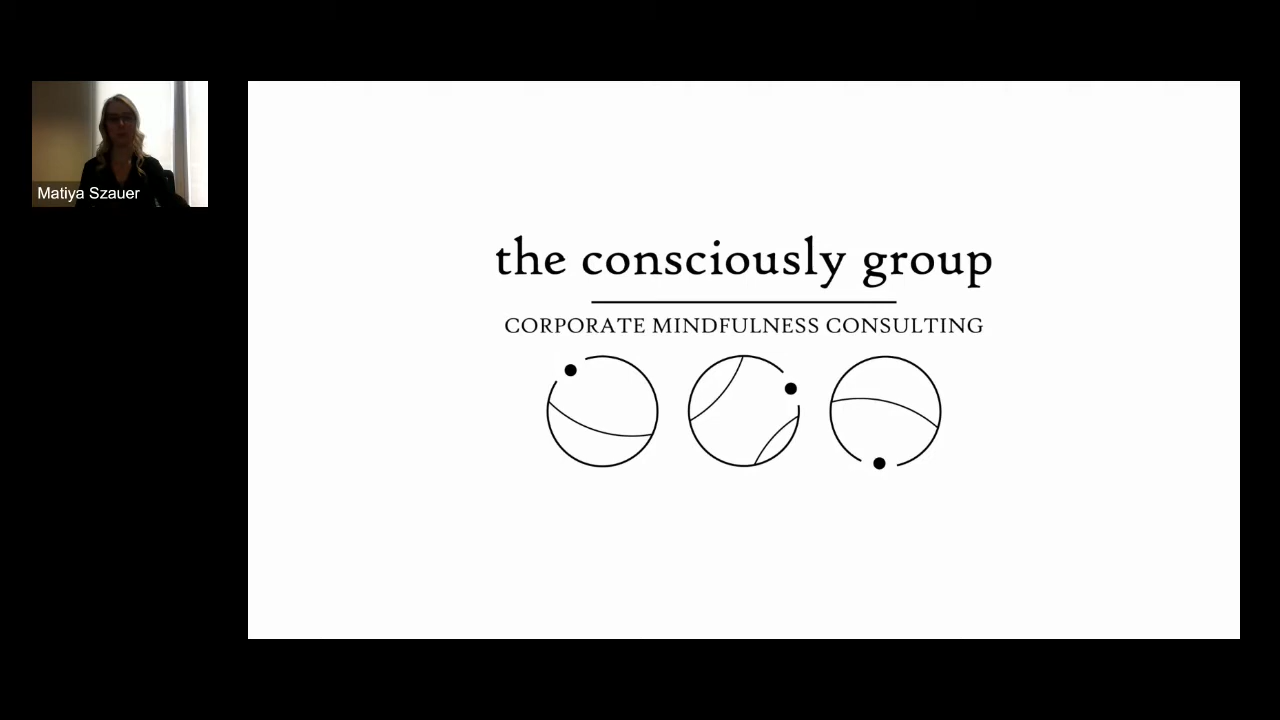 Matiya Szauer
the consciously group
CORPORATE MINDFULNESS CONSULTING